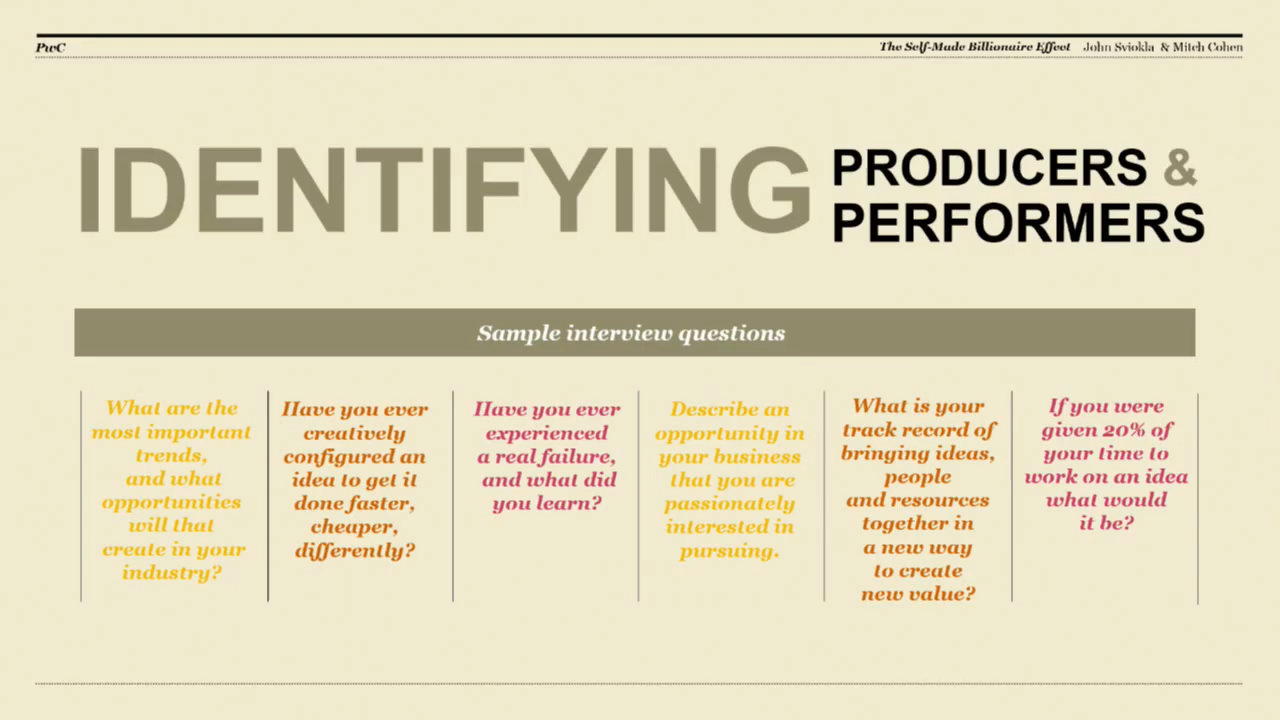 PwC
The Self-Made Billionaire Effect John Sviokla & Mitch Cohen
IDENTIFYING
PRODUCERS &
PERFORMERS
Sample interview questions
What are the
most important
trends,
and what
opportunities
will that
create in your
industry?
Have you ever
creatively
configured an
idea to get it
done faster,
cheaper,
differently?
Have you ever
experienced
a real failure,
and what did
you learn?
Describe an
opportunity in
your business
that you are
passionately
interested in
pursuing.
What is your
track record of
bringing ideas,
people
and resources
together in
a new way
to create
new value?
If you were
given 20% of
your time to
work on an idea
what would
it be?